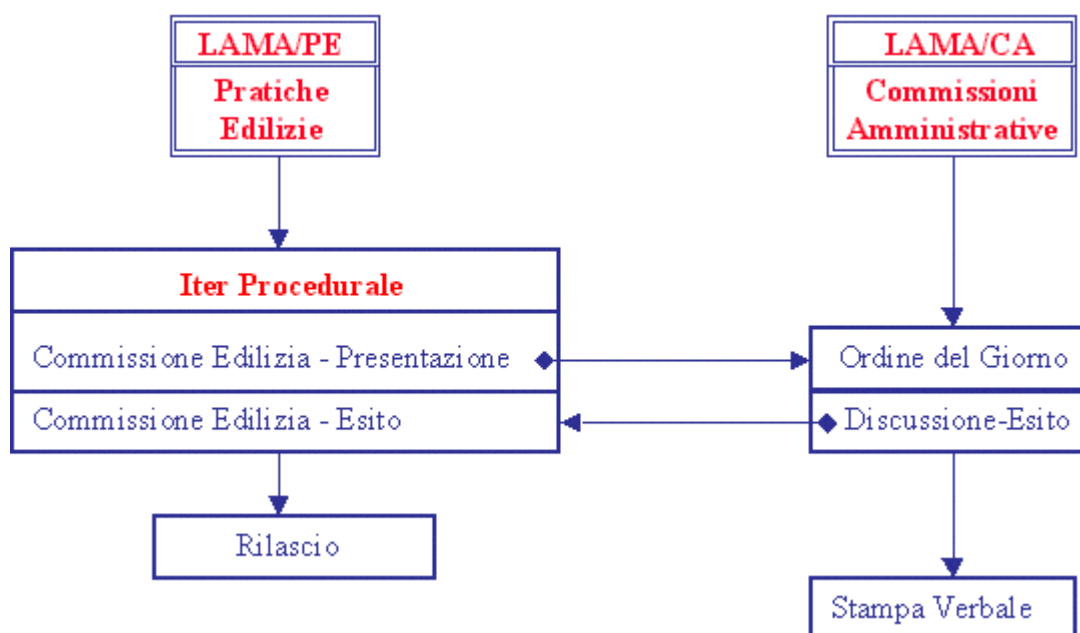 LAMA/PE
Pratiche
Edilizie
LAMA/CA
Commissioni
Amministrative
Iter Procedurale
Commissione Edilizia - Presentazione
Commissione Edilizia - Esito
Ordine del Giorno
Discussione-Esito
Rilascio
Stampa Verbale